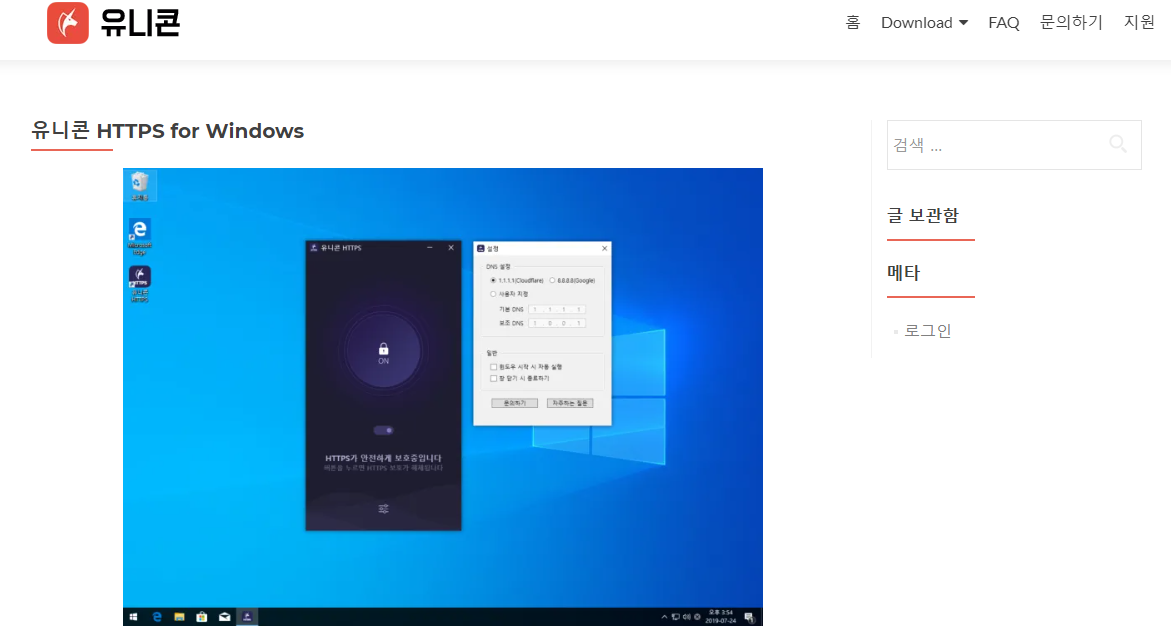 유니콘
홈 Download FAQ 문의하기 지원
유니콘 HTTPS for Windows
검색 ...
글 보관함
메타
로그인
휴지통
Microsoft Edge
유니콘 HTTPS
유니콘 HTTPS
ON
HTTPS가 안전하게 보호중입니다
버튼을 누르면 HTTPS 보호가 해제됩니다
설정
DNS 설정
1.1.1.1(Cloudflare) 8.8.8.8(Google)
사용자 지정
기본 DNS 1 . 1 . 1 . 1
보조 DNS 1 . 0 . 0 . 1
일반
윈도우 시작 시 자동 실행
창 닫기 시 종료하기
문의하기 자주하는 질문
오후 3:54
2019-07-24